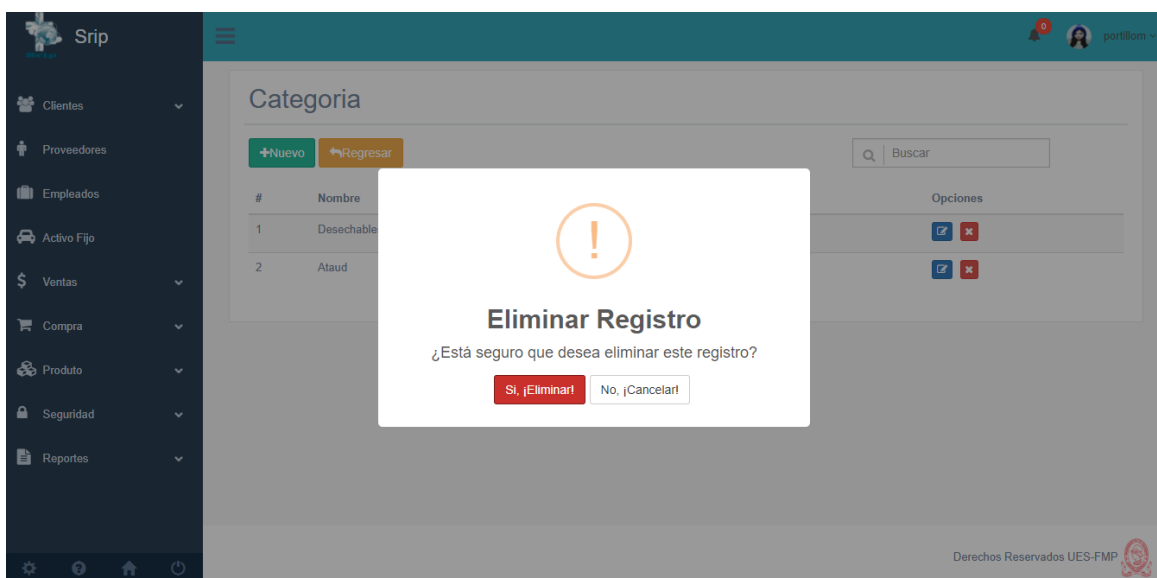 Srip
0
portillom
Clientes
Proveedores
Empleados
Activo Fijo
Ventas
Compra
Produto
Seguridad
Reportes
Categoria
+Nuevo
Regresar
Buscar
# Nombre Opciones
1 Desechable
2 Ataud
!
Eliminar Registro
¿Está seguro que desea eliminar este registro?
Si, ¡Eliminar!
No, ¡Cancelar!
Derechos Reservados UES-FMP